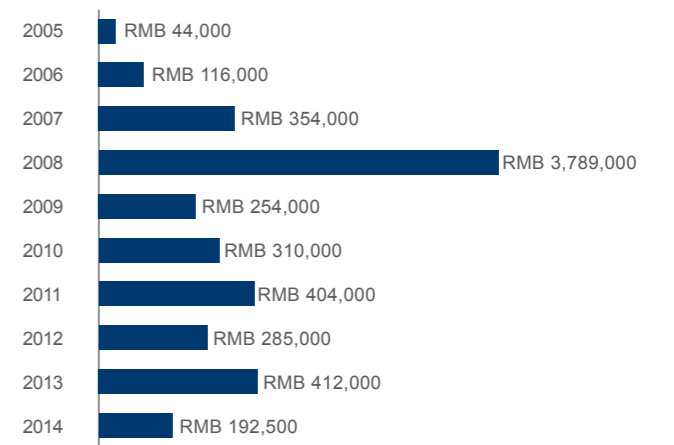 2005 RMB 44,000
2006 RMB 116,000
2007 RMB 354,000
2008 RMB 3,789,000
2009 RMB 254,000
2010 RMB 310,000
2011 RMB 404,000
2012 RMB 285,000
2013 RMB 412,000
2014 RMB 192,500